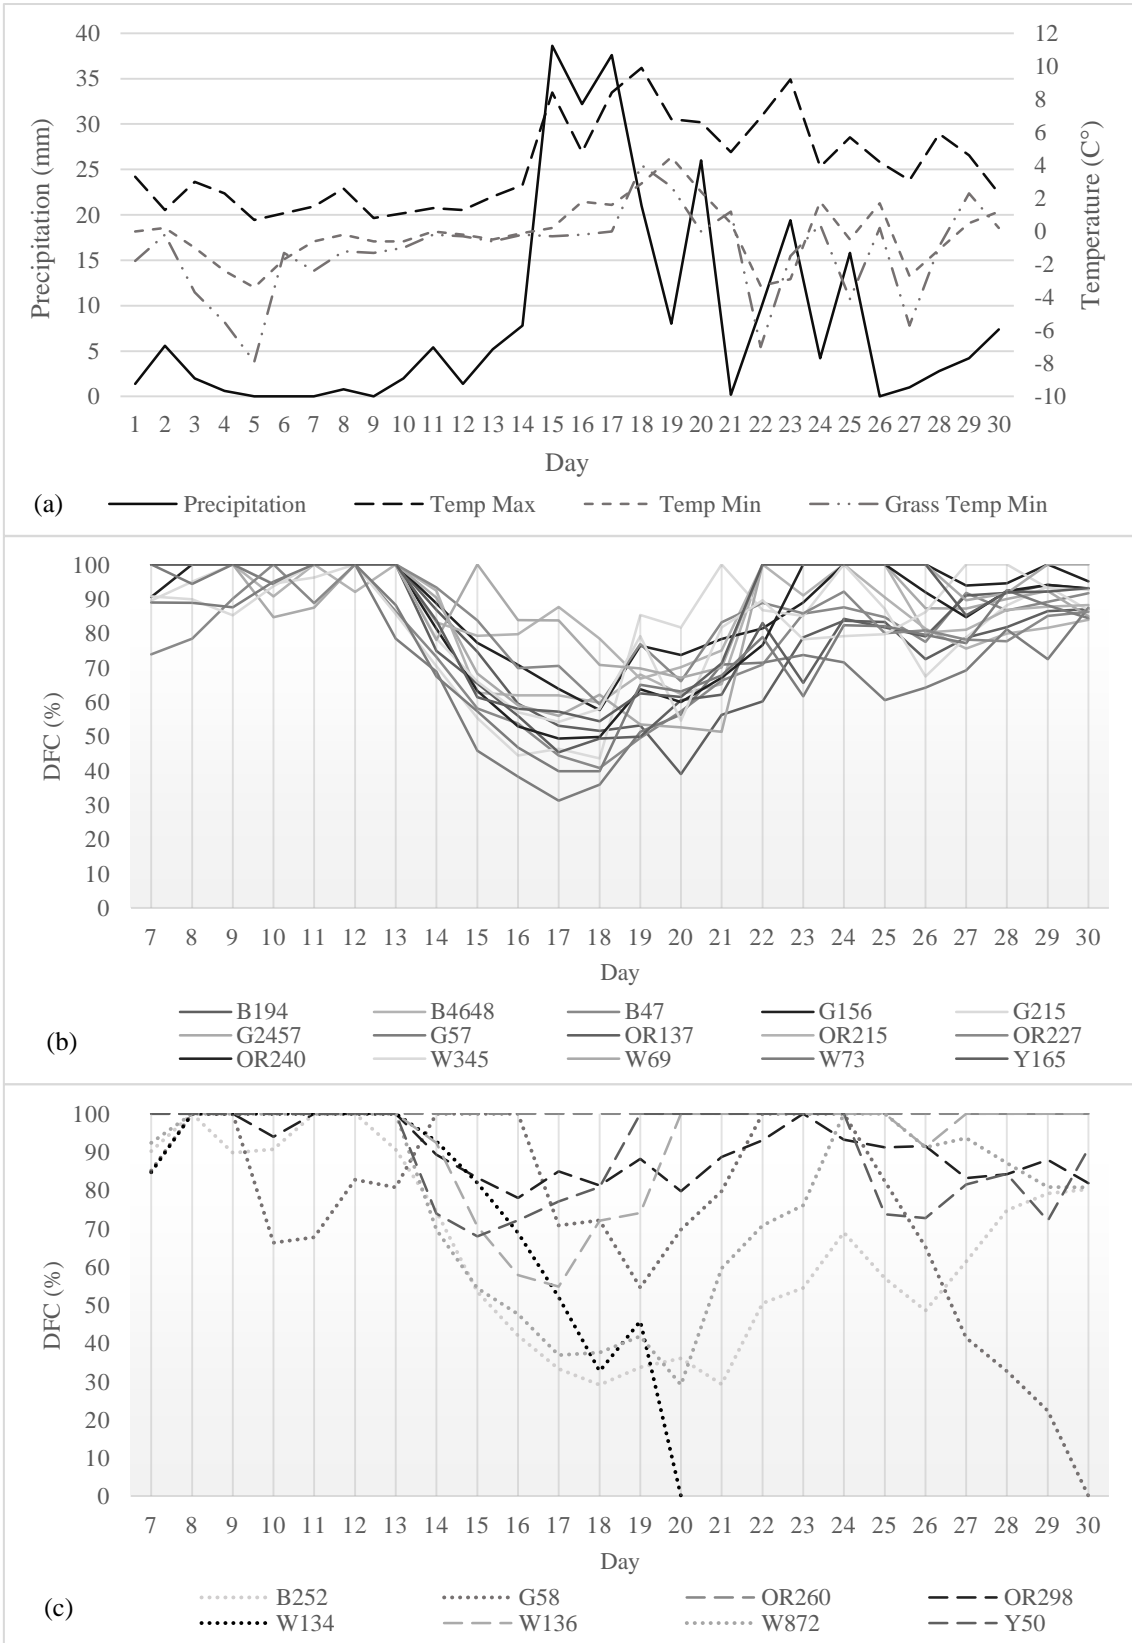 40
35
30
25
20
15
10
5
0
Precipitation (mm)
12
10
8
6
4
2
0
-2
-4
-6
-8
-10
Temperature (C°)
1 2 3 4 5 6 7 8 9 10 11 12 13 14 15 16 17 18 19 20 21 22 23 24 25 26 27 28 29 30
Day
(a)
Precipitation Temp Max Temp Min Grass Temp Min
100
90
80
70
60
50
40
30
20
10
0
DFC (%)
7 8 9 10 11 12 13 14 15 16 17 18 19 20 21 22 23 24 25 26 27 28 29 30
Day
B194 B4648 B47 G156 G215
(b)
G2457 G57 OR137 OR215 OR227
OR240 W345 W69 W73 Y165
100
90
80
70
60
50
40
30
20
10
0
DFC (%)
7 8 9 10 11 12 13 14 15 16 17 18 19 20 21 22 23 24 25 26 27 28 29 30
Day
(c)
B252 G58 OR260 OR298
W134 W136 W872 Y50